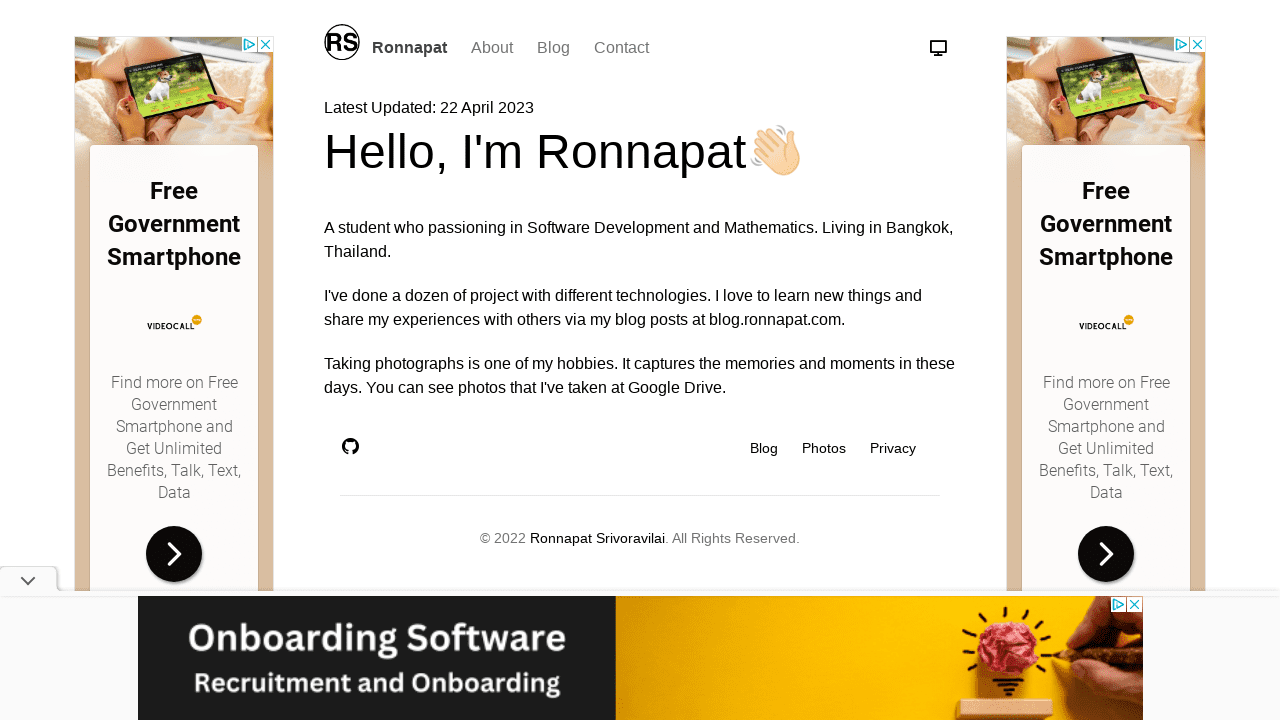 RS
Ronnapat About Blog Contact
Latest Updated: 22 April 2023
Hello, I'm Ronnapat👋🏻
A student who passioning in Software Development and Mathematics. Living in Bangkok,
Thailand.
I've done a dozen of project with different technologies. I love to learn new things and
share my experiences with others via my blog posts at blog.ronnapat.com.
Taking photographs is one of my hobbies. It captures the memories and moments in these
days. You can see photos that I've taken at Google Drive.
Blog Photos Privacy
© 2022 Ronnapat Srivoravilai. All Rights Reserved.
Free
Government
Smartphone
VIDEOCALL
Find more on Free
Government
Smartphone and
Get Unlimited
Benefits, Talk, Text,
Data
Free
Government
Smartphone
VIDEOCALL
Find more on Free
Government
Smartphone and
Get Unlimited
Benefits, Talk, Text,
Data
Onboarding Software
Recruitment and Onboarding